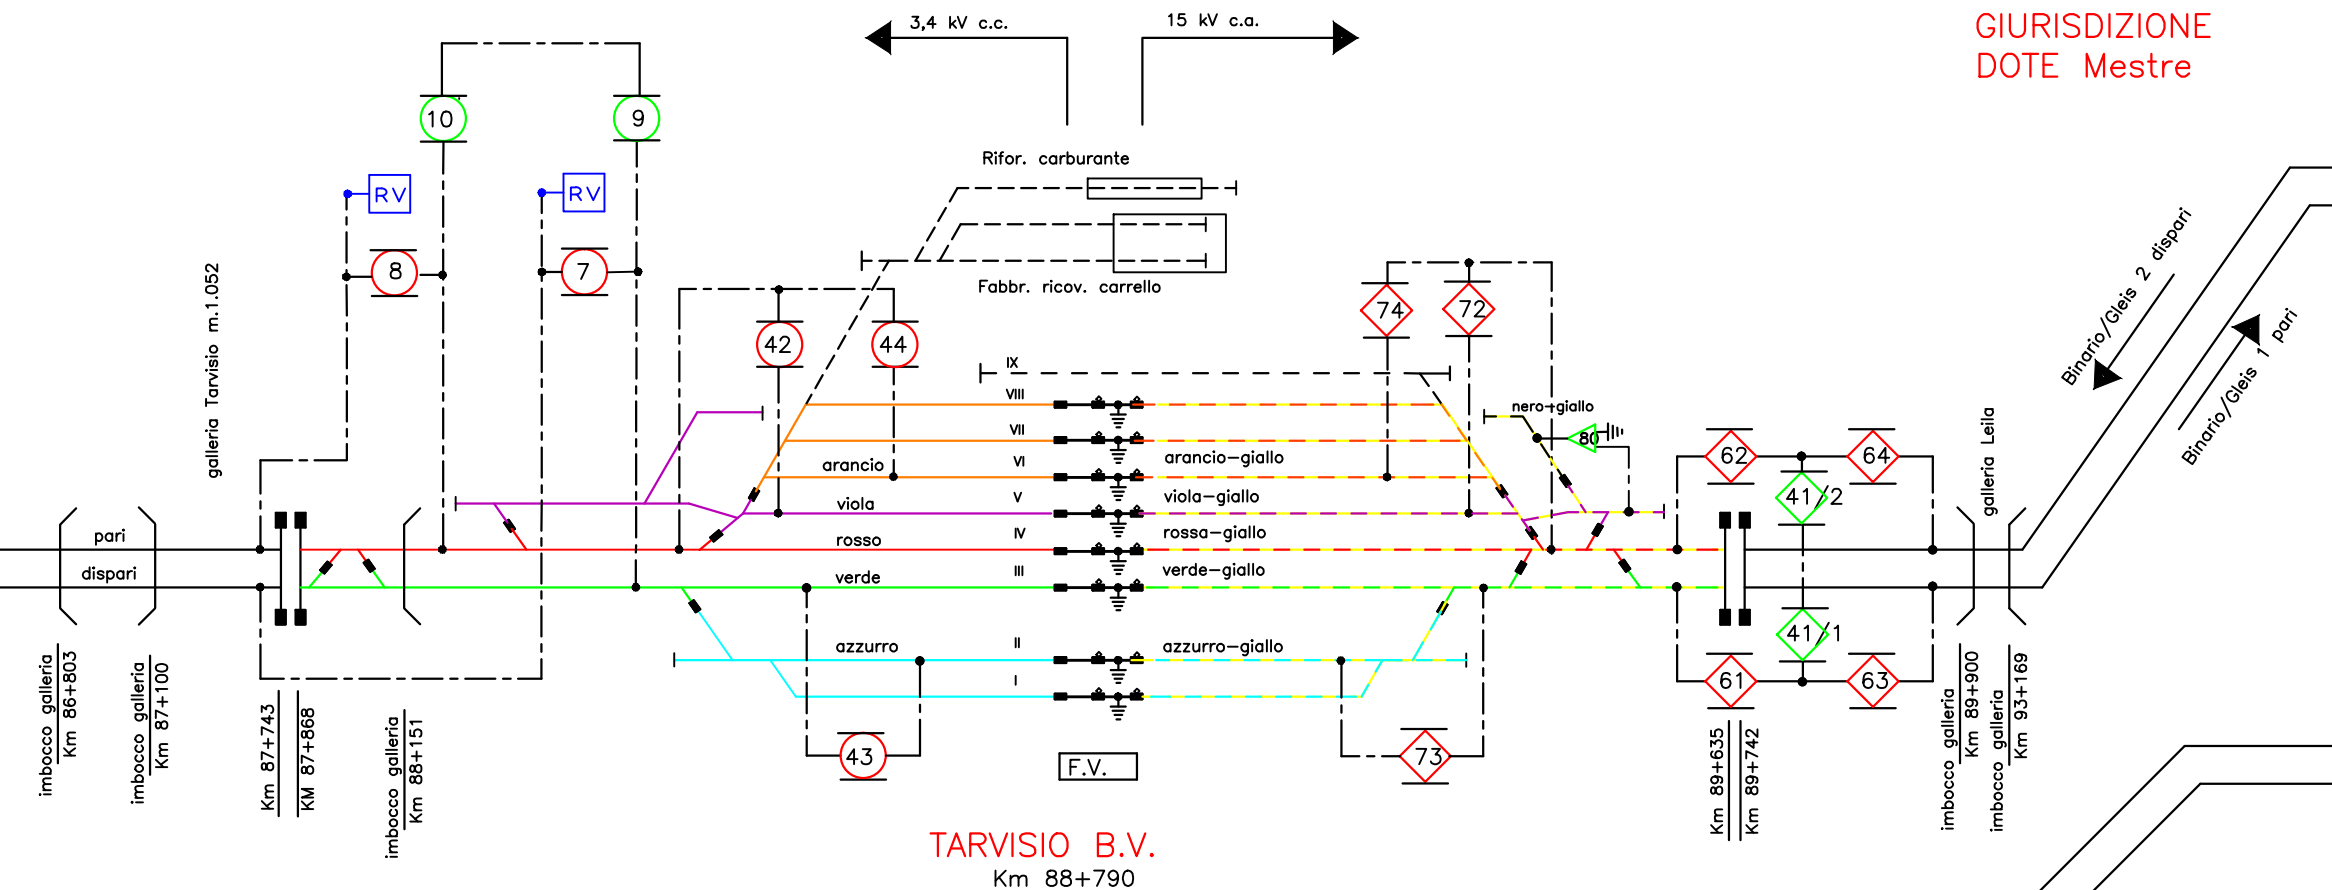 3,4 kV c.c.
15 kV c.a.
GIURISDIZIONE
DOTE Mestre
10
9
Rifor. carburante
RV
RV
8
7
Fabbr. ricov. carrello
galleria Tarvisio m.1.052
42
44
74
72
Binario/Gleis 2 dispari
Binario/Gleis 1 pari
IX
VIII
nero-giallo
80
VII
VI
arancio
arancio-giallo
62
64
galleria Leila
V
viola
viola-giallo
41/2
IV
rosso
rossa-giallo
pari
dispari
III
verde
verde-giallo
II
azzurro
azzurro-giallo
41/1
I
61
63
imbocco galleria
Km 86+803
imbocco galleria
Km 87+100
Km 87+743
KM 87+868
imbocco galleria
Km 88+151
43
F.V.
73
Km 89+635
Km 89+742
imbocco galleria
Km 89+900
imbocco galleria
Km 93+169
TARVISIO B.V.
Km 88+790